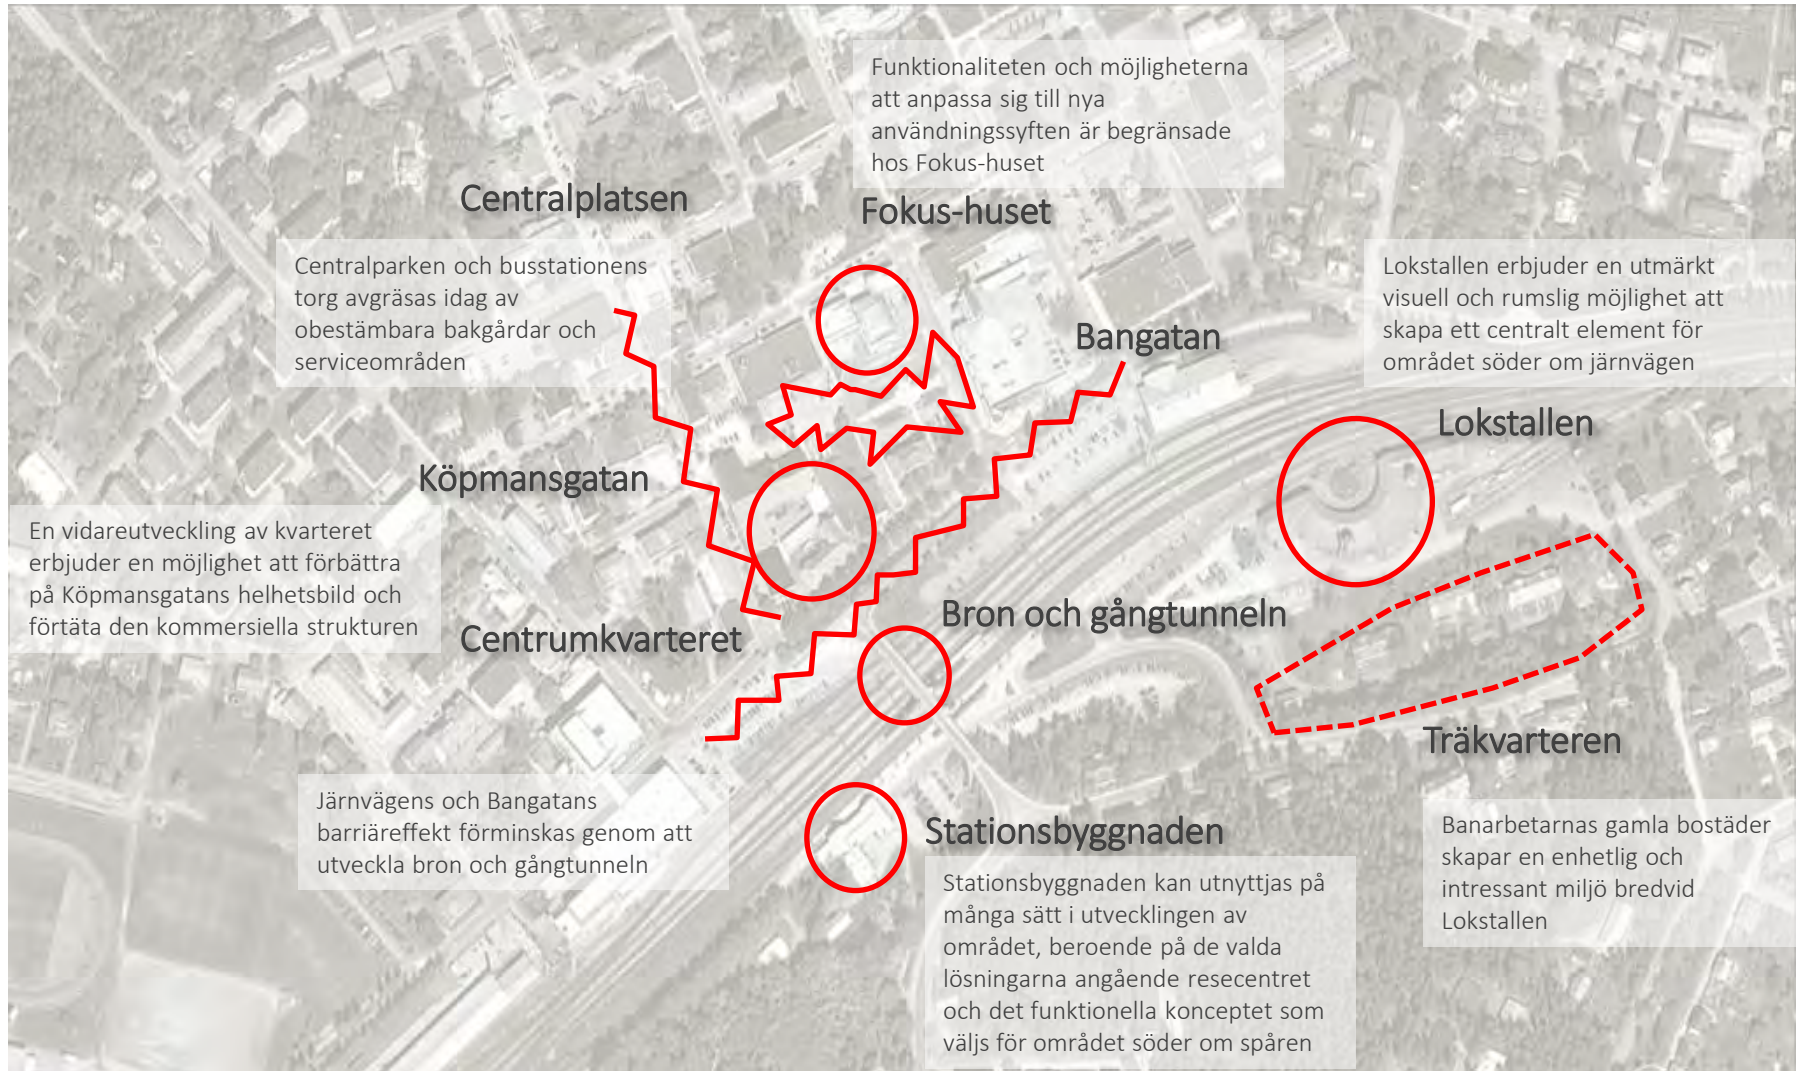 Funktionaliteten och möjligheterna
att anpassa sig till nya
användningssyften är begränsade
hos Fokus-huset
Centralplatsen
Fokus-huset
Centralparken och busstationens
torg avgräsas idag av
obestämbara bakgårdar och
serviceområden
Lokstallen erbjuder en utmärkt
visuell och rumslig möjlighet att
skapa ett centralt element för
området söder om järnvägen
Bangatan
Lokstallen
Köpmansgatan
En vidareutveckling av kvarteret
erbjuder en möjlighet att förbättra
på Köpmansgatans helhetsbild och
förtäta den kommersiella strukturen
Bron och gångtunneln
Centrumkvarteret
Träkvarteren
Järnvägens och Bangatans
barriäreffekt förminskas genom att
utveckla bron och gångtunneln
Stationsbyggnaden
Banarbetarnas gamla bostäder
skapar en enhetlig och
intressant miljö bredvid
Lokstallen
Stationsbyggnaden kan utnyttjas på
många sätt i utvecklingen av
området, beroende på de valda
lösningarna angående resecentret
och det funktionella konceptet som
väljs för området söder om spåren